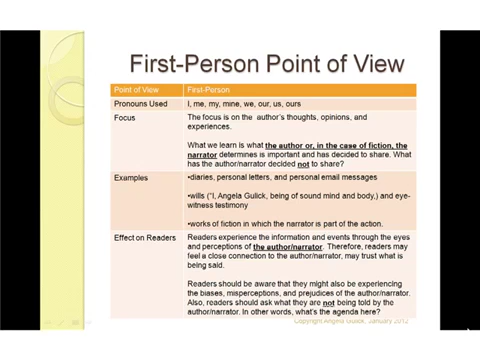 First-Person Point of View
Point of View First-Person
Pronouns Used I, me, my, mine, we, our, us, ours
Focus The focus is on the author's thoughts, opinions, and
experiences.
What we learn is what the author or, in the case of fiction, the
narrator determines is important and has decided to share. What
has the author/narrator decided not to share?
Examples •diaries, personal letters, and personal email messages
•wills ("I, Angela Gulick, being of sound mind and body,) and eye-
witness testimony
•works of fiction in which the narrator is part of the action.
Effect on Readers Readers experience the information and events through the eyes
and perceptions of the author/narrator. Therefore, readers may
feel a close connection to the author/narrator, may trust what is
being said.
Readers should be aware that they might also be experiencing
the biases, misperceptions, and prejudices of the author/narrator.
Also, readers should ask what they are not being told by the
author/narrator. In other words, what's the agenda here?
Copyright Angela Gulick, January 2012